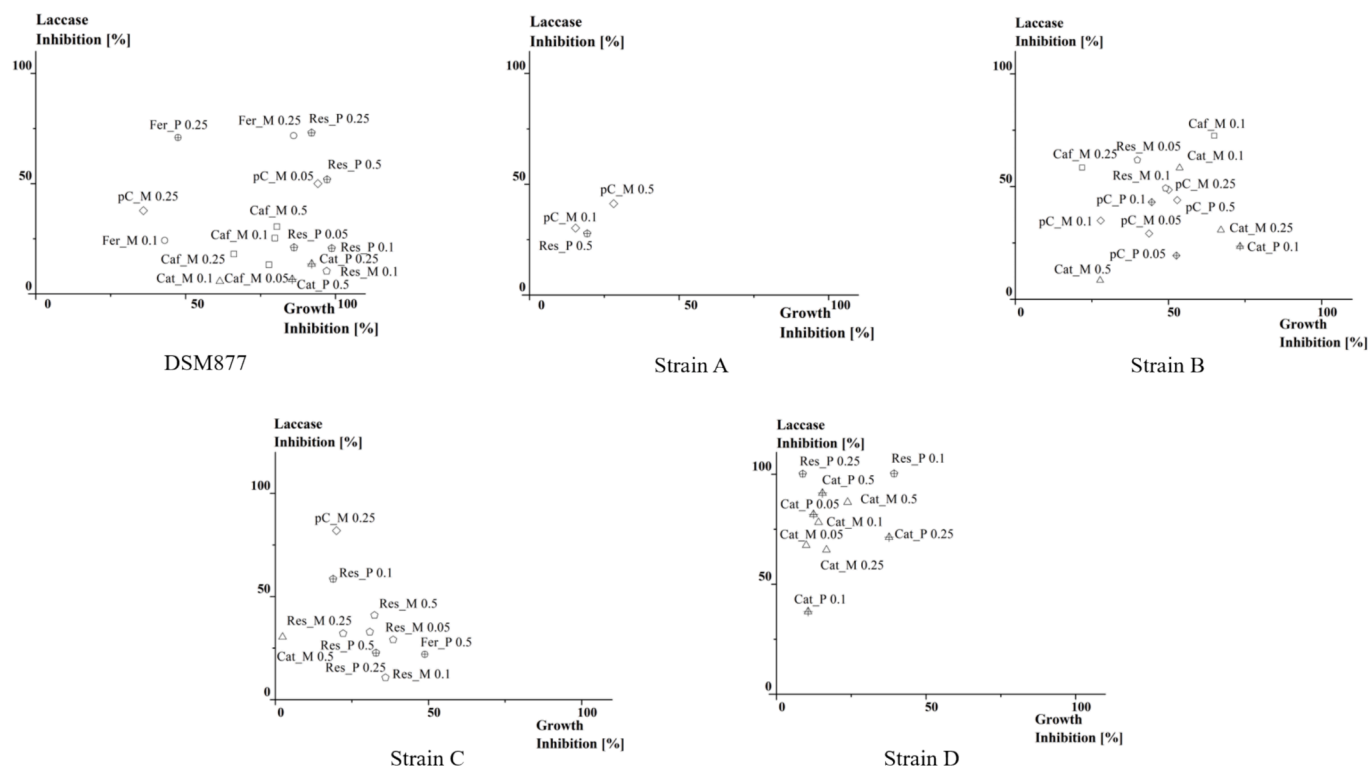 Laccase
Inhibition [%]
100
Fer_P 0.25
Fer_M 0.25
Res_P 0.25
Res_P 0.5
pC_M 0.05
50
pC_M 0.25
Caf_M 0.5
Fer_M 0.1
Caf_M 0.1
Res_P 0.05
Res_P 0.1
Caf_M 0.25
Cat_P 0.25
Cat_M 0.1
Caf_M 0.05
Res_M 0.1
Cat_P 0.5
0
0
50
100
Growth
Inhibition [%]
DSM877
Laccase
Inhibition [%]
100
50
pC_M 0.5
pC_M 0.1
Res_P 0.5
0
0
50
100
Growth
Inhibition [%]
Strain A
Laccase
Inhibition [%]
100
Caf_M 0.1
Caf_M 0.25
Res_M 0.05
Cat_M 0.1
Res_M 0.1
pC_M 0.25
50
pC_P 0.1
pC_P 0.5
pC_M 0.1
pC_M 0.05
Cat_M 0.25
Cat_P 0.1
pC_P 0.05
Cat_M 0.5
0
0
50
100
Growth
Inhibition [%]
Strain B
Laccase
Inhibition [%]
100
pC_M 0.25
Res_P 0.1
50
Res_M 0.5
Res_M 0.25
Res_M 0.05
Res_P 0.5
Fer_P 0.5
Cat_M 0.5
Res_P 0.25
Res_M 0.1
0
0
50
100
Growth
Inhibition [%]
Strain C
Laccase
Inhibition [%]
100
Res_P 0.25
Res_P 0.1
Cat_P 0.5
Cat_P 0.05
Cat_M 0.5
Cat_M 0.1
Cat_M 0.05
Cat_P 0.25
Cat_M 0.25
50
Cat_P 0.1
0
0
50
100
Growth
Inhibition [%]
Strain D